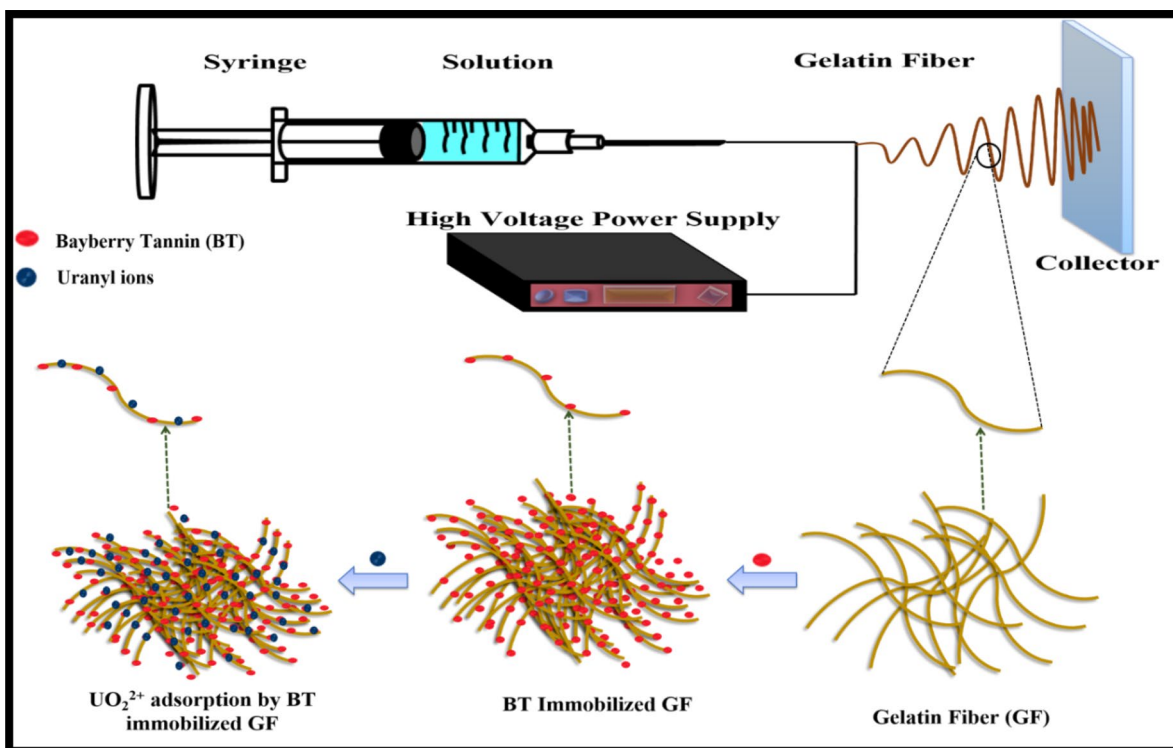 Syringe
Solution
Gelatin Fiber
High Voltage Power Supply
Collector
Bayberry Tannin (BT)
Uranyl ions
UO₂²⁺ adsorption by BT
immobilized GF
BT Immobilized GF
Gelatin Fiber (GF)